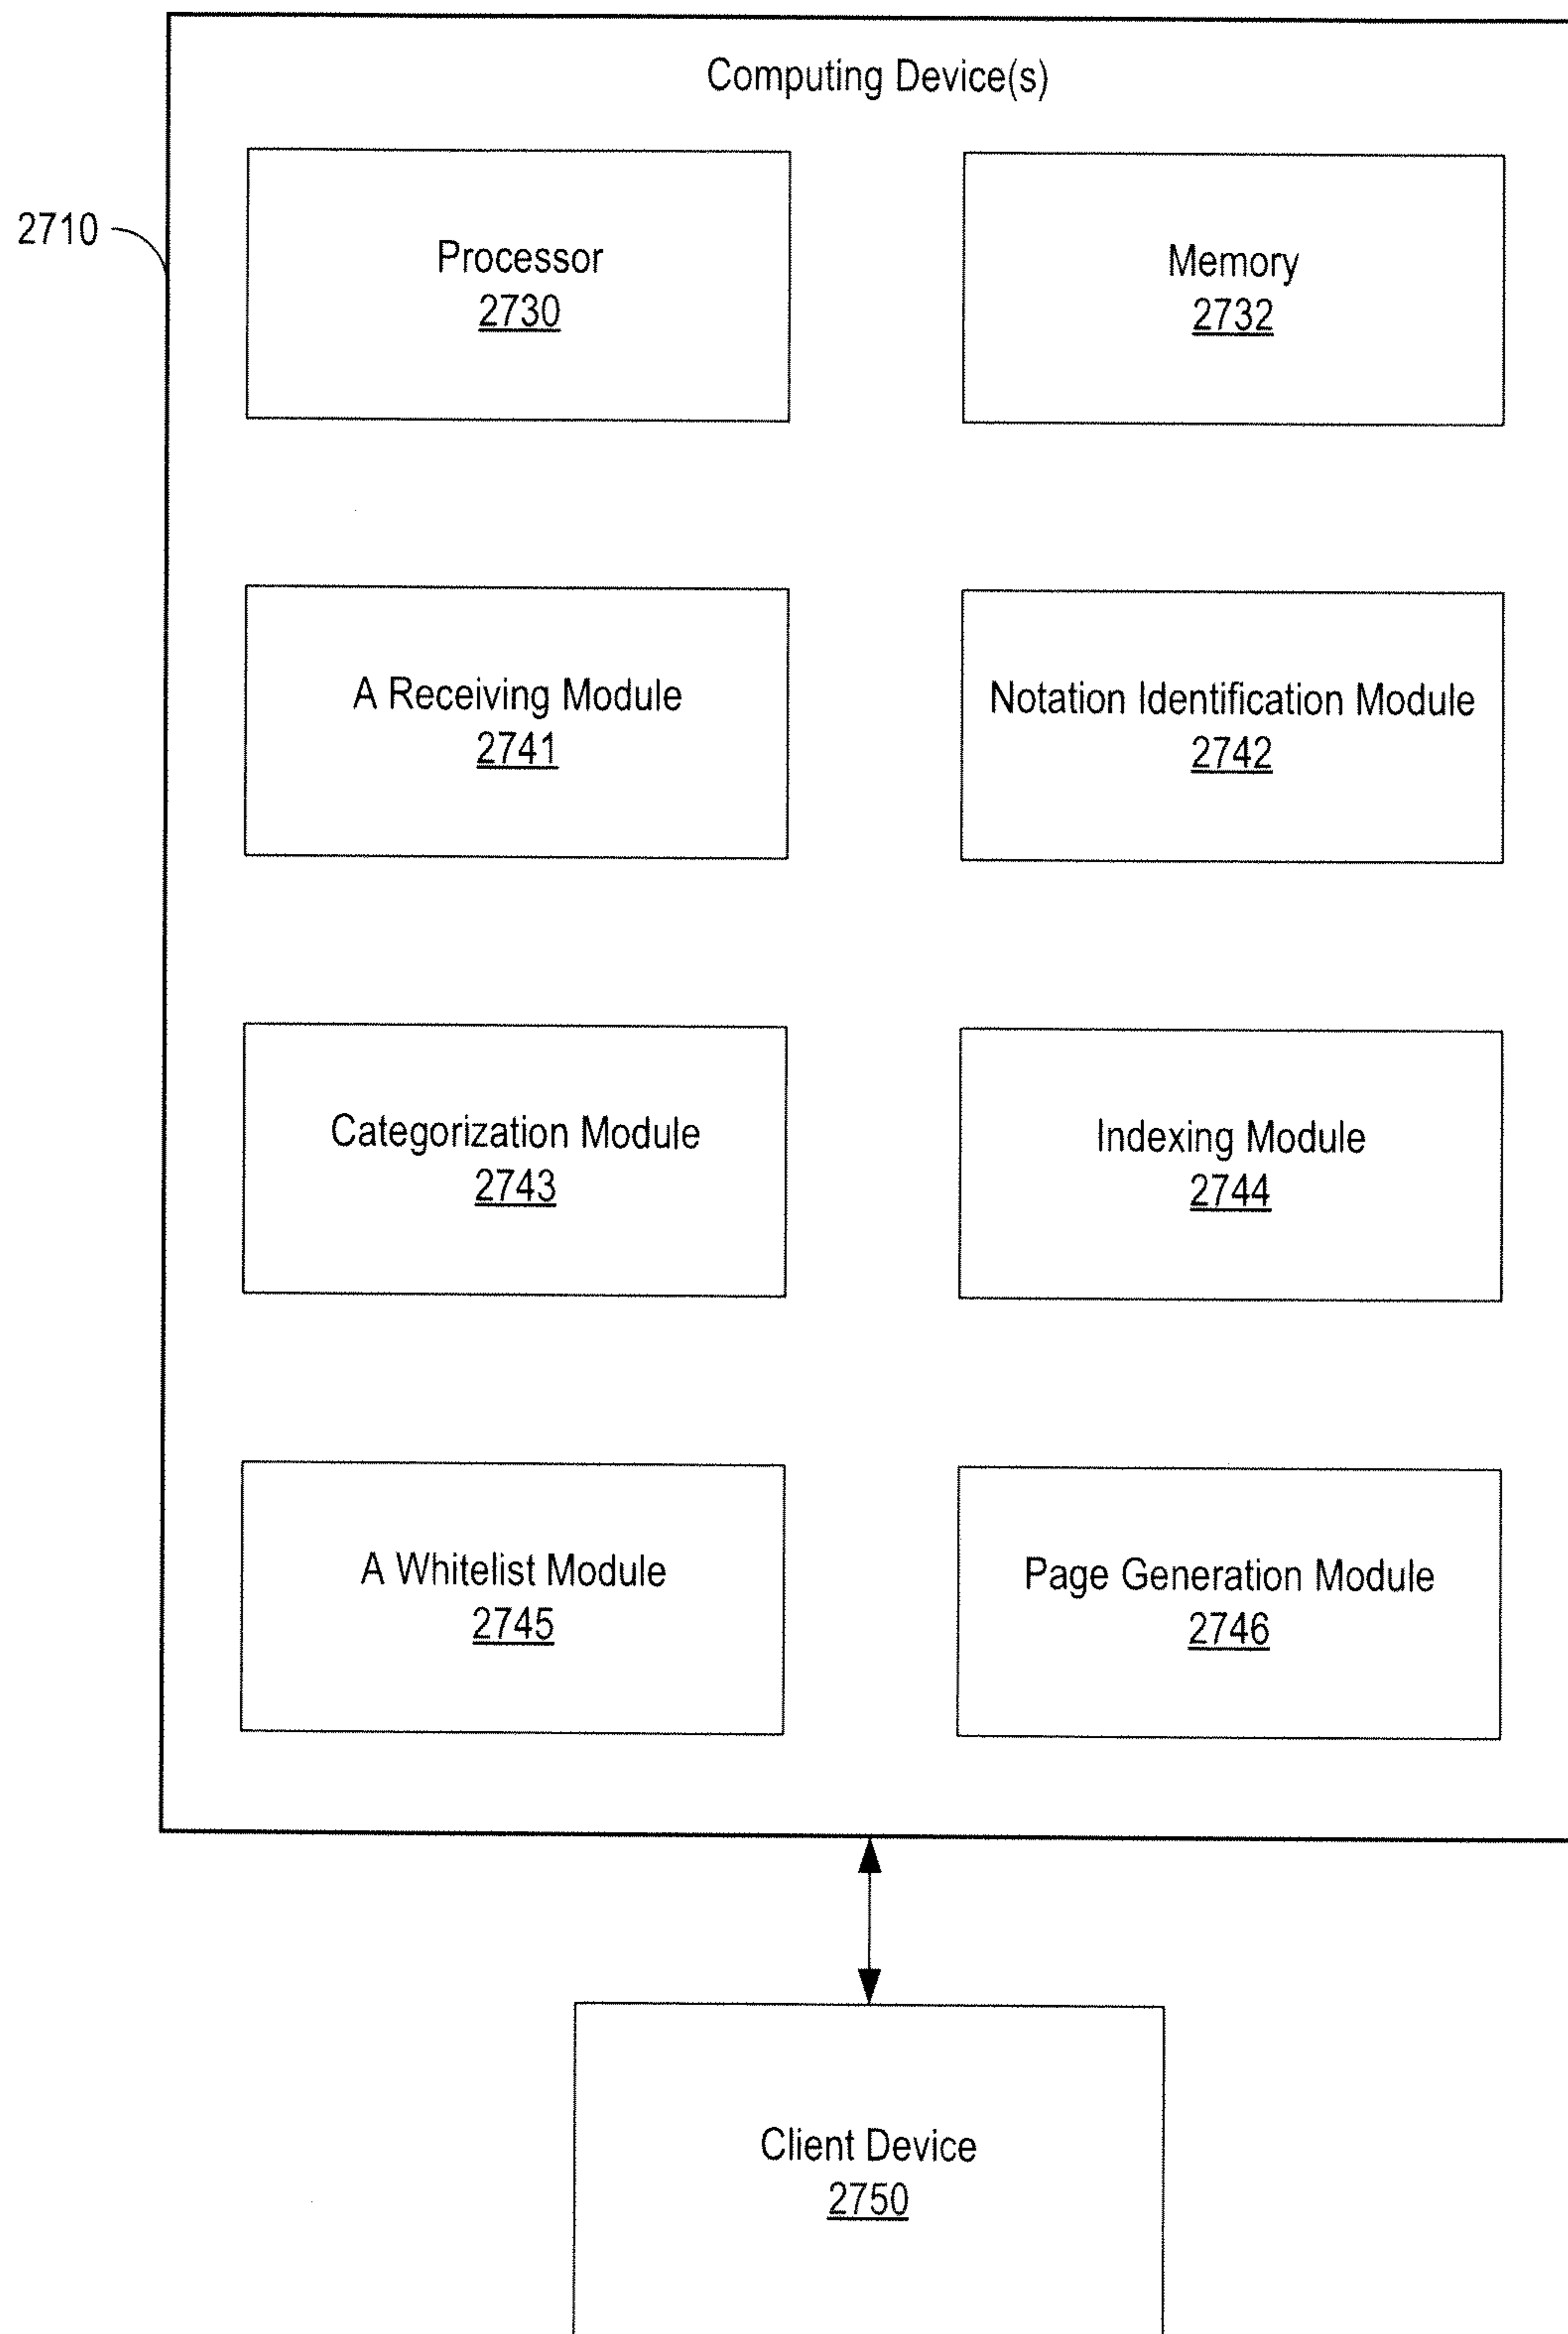 Computing Device(s)
2710
Processor
2730
Memory
2732
A Receiving Module
2741
Notation Identification Module
2742
Categorization Module
2743
Indexing Module
2744
A Whitelist Module
2745
Page Generation Module
2746
Client Device
2750